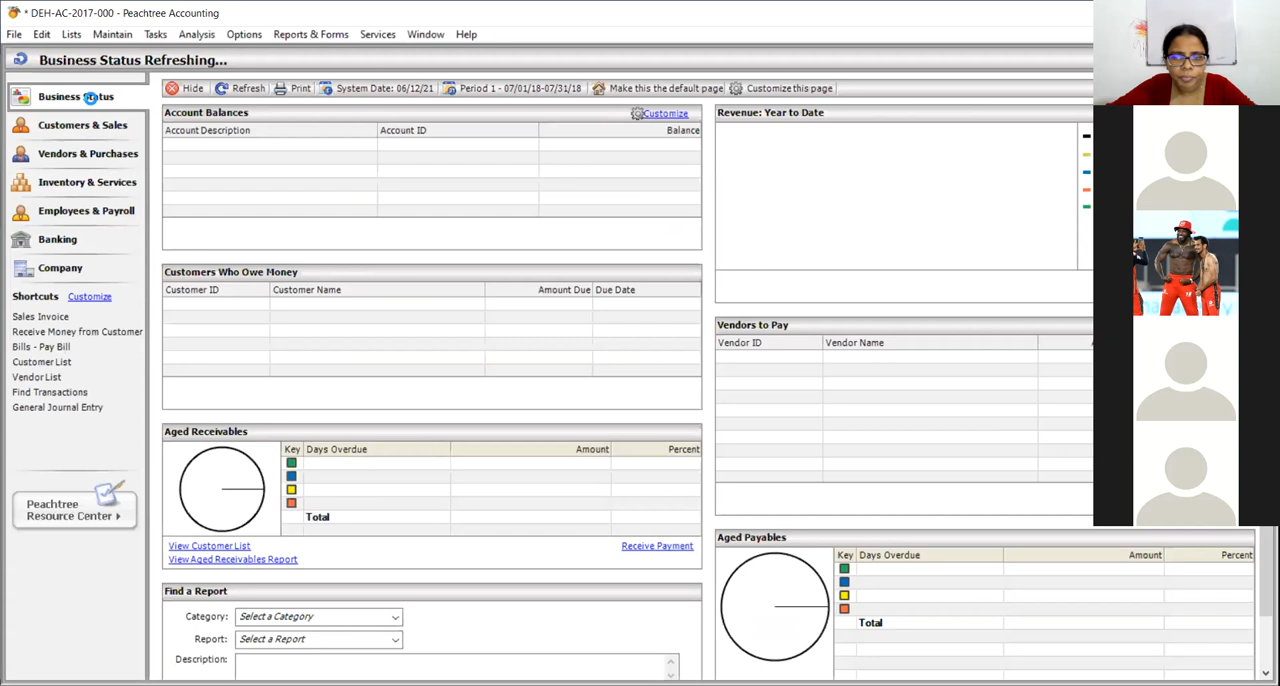 * DEH-AC-2017-000 - Peachtree Accounting
File Edit Lists Maintain Tasks Analysis Options Reports & Forms Services Window Help
Business Status Refreshing...
Business Status
Customers & Sales
Vendors & Purchases
Inventory & Services
Employees & Payroll
Banking
Company
Shortcuts Customize
Sales Invoice
Receive Money from Customer
Bills - Pay Bill
Customer List
Vendor List
Find Transactions
General Journal Entry
Peachtree
Resource Center
Hide Refresh Print System Date: 06/12/21 Period 1 - 07/01/18-07/31/18 Make this the default page Customize this page
Account Balances Customize
Account Description Account ID Balance
Customers Who Owe Money
Customer ID Customer Name Amount Due Due Date
Aged Receivables
Key Days Overdue Amount Percent
Total
View Customer List Receive Payment
View Aged Receivables Report
Find a Report
Category: Select a Category
Report: Select a Report
Description:
Revenue: Year to Date
Vendors to Pay
Vendor ID Vendor Name
Aged Payables
Key Days Overdue Amount Percent
Total